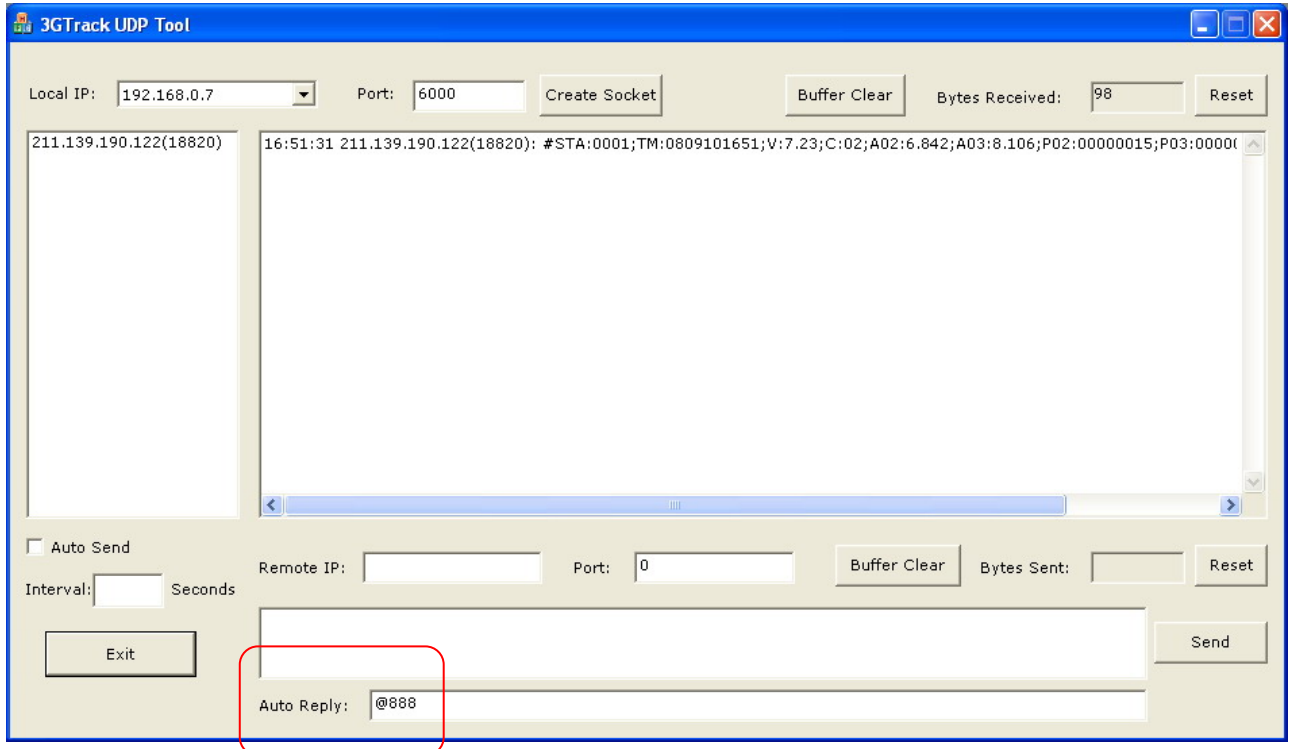 3GTrack UDP Tool
Local IP: 192.168.0.7 Port: 6000 Create Socket Buffer Clear Bytes Received: 98 Reset
211.139.190.122(18820)
16:51:31 211.139.190.122(18820): #STA:0001;TM:0809101651;V:7.23;C:02;A02:6.842;A03:8.106;P02:00000015;P03:0000
Auto Send
Remote IP: Port: 0 Buffer Clear Bytes Sent: Reset
Interval: Seconds
Exit
Send
Auto Reply: @888